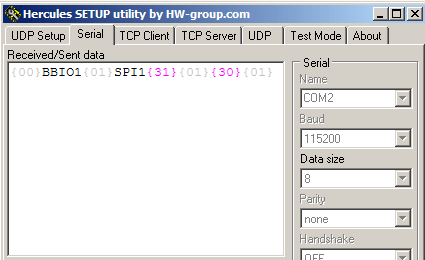 Hercules SETUP utility by HW-group.com
UDP Setup Serial TCP Client TCP Server UDP Test Mode About
Received/Sent data
{00}BBIO1{01}SPI1{31}{01}{30}{01}
Serial
Name
COM2
Baud
115200
Data size
8
Parity
none
Handshake
OFF